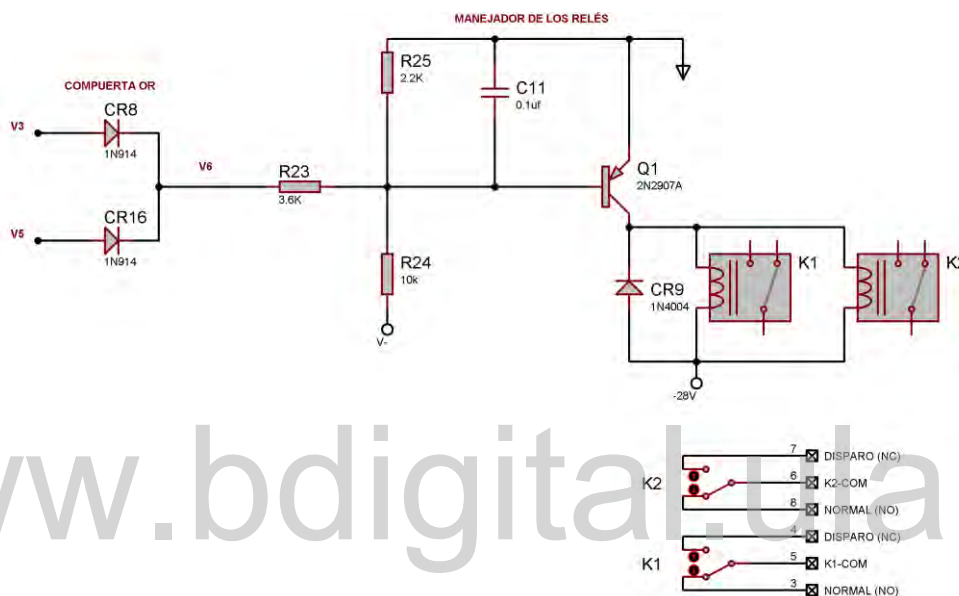 MANEJADOR DE LOS RELÉS
R25
2.2K
C11
0.1uf
COMPUERTA OR
CR8
V3
1N914
V6
R23
3.6K
Q1
2N2907A
CR16
V5
1N914
R24
10k
V-
CR9
1N4004
K1
K2
-28V
www.bdigital.ula
7 DISPARO (NC)
K2
6 K2-COM
8 NORMAL (NO)
4 DISPARO (NC)
K1
5 K1-COM
3 NORMAL (NO)